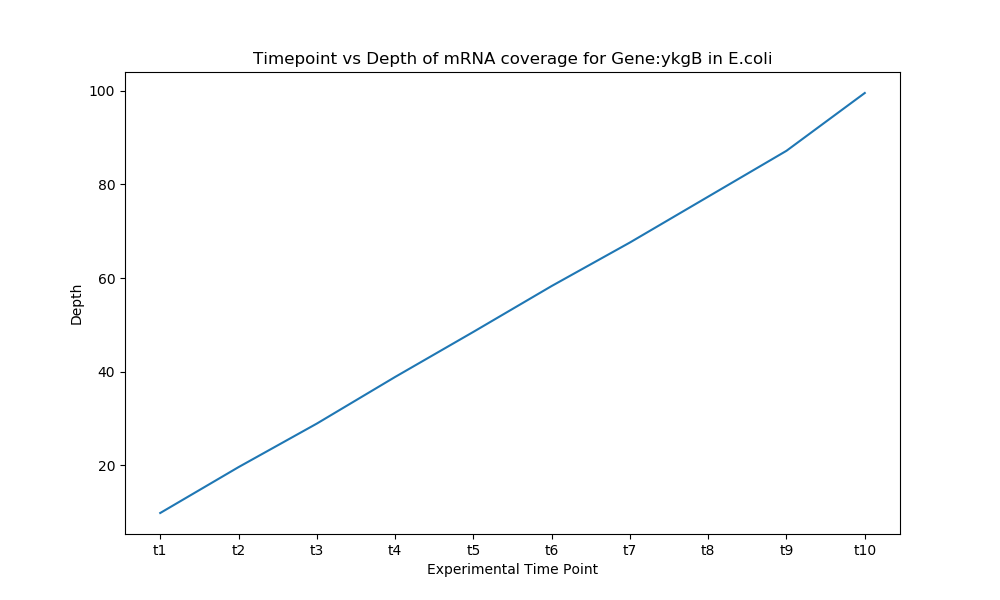 Timepoint vs Depth of mRNA coverage for Gene:ykgB in E.coli
100
80
60
40
20
Depth
t1 t2 t3 t4 t5 t6 t7 t8 t9 t10
Experimental Time Point